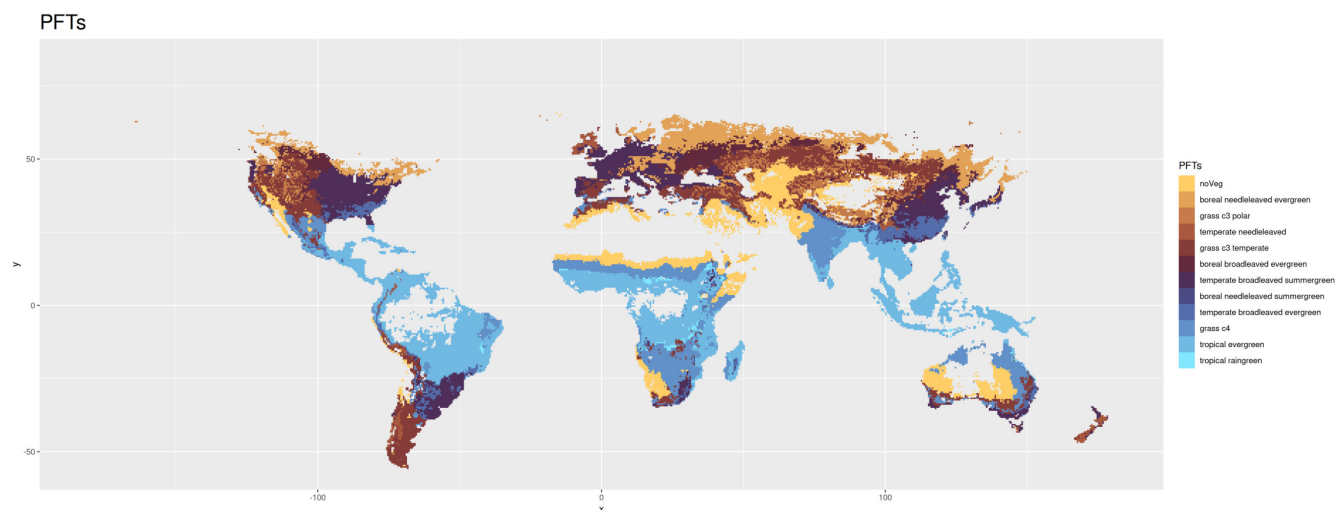 PFTs
50-
0-
-50-
y
-100
0
100
x
PFTs
noVeg
boreal needleleaved evergreen
grass c3 polar
temperate needleleaved
grass c3 temperate
boreal broadleaved evergreen
temperate broadleaved summergreen
boreal needleleaved summergreen
temperate broadleaved evergreen
grass c4
tropical evergreen
tropical raingreen